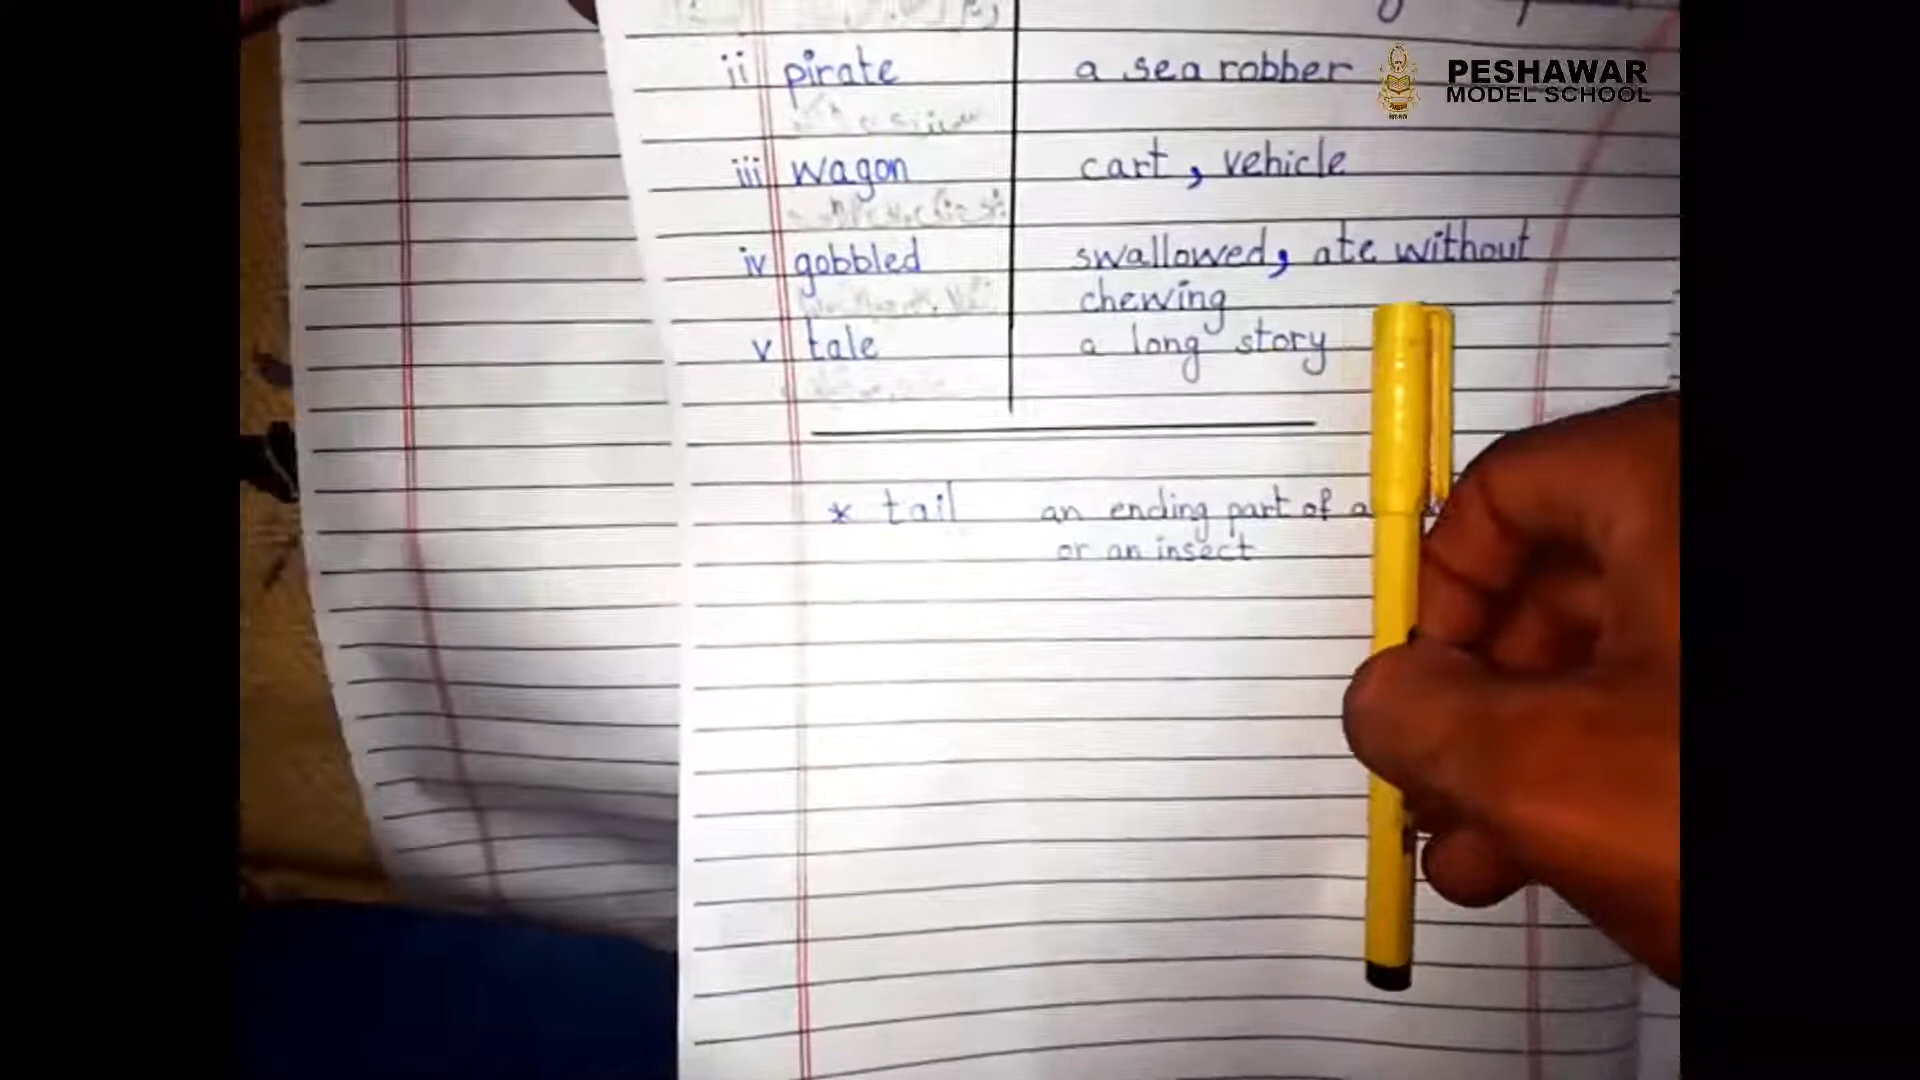 ii pirate a sea robber
PESHAWAR
MODEL SCHOOL
iii wagon cart, vehicle
iv gobbled swallowed, ate without
chewing
v tale a long story
* tail an ending part of a
or an insect